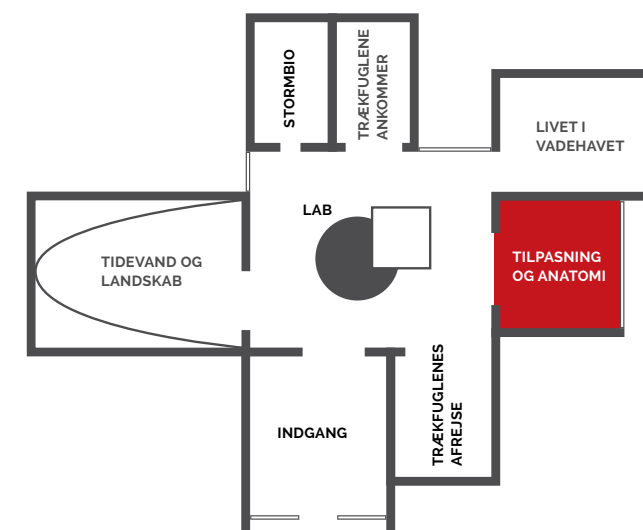 STORMBIO
TRÆKFUGLENE
ANKOMMER
LIVET I
VADEHAVET
LAB
TIDEVAND OG
LANDSKAB
TILPASNING
OG ANATOMI
INDGANG
TRÆKFUGLENES
AFREJSE